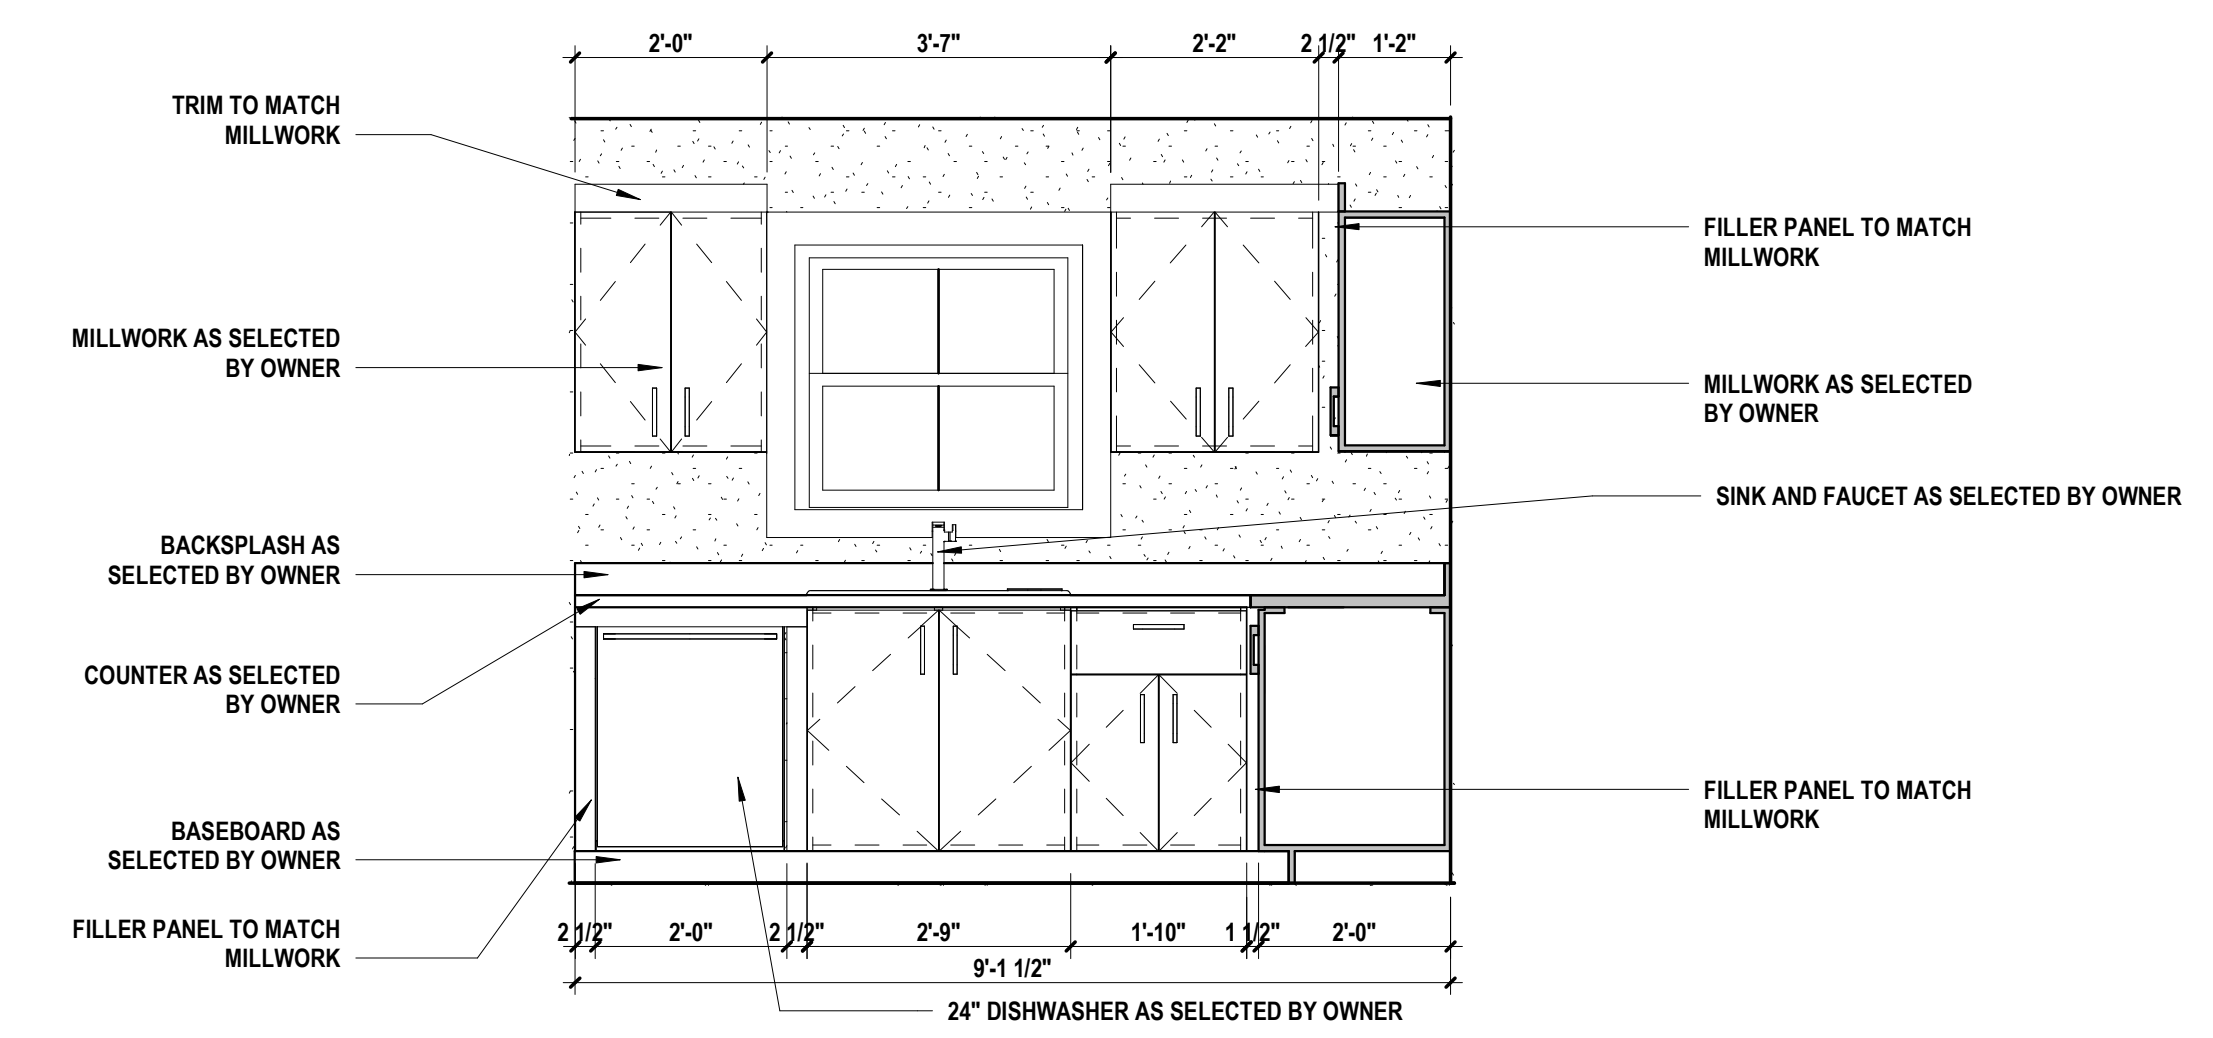 2'-0" 3'-7" 2'-2" 2 1/2" 1'-2"
TRIM TO MATCH
MILLWORK
FILLER PANEL TO MATCH
MILLWORK
MILLWORK AS SELECTED
BY OWNER
MILLWORK AS SELECTED
BY OWNER
SINK AND FAUCET AS SELECTED BY OWNER
BACKSPLASH AS
SELECTED BY OWNER
COUNTER AS SELECTED
BY OWNER
FILLER PANEL TO MATCH
MILLWORK
BASEBOARD AS
SELECTED BY OWNER
FILLER PANEL TO MATCH
MILLWORK
2 1/2" 2'-0" 2 1/2" 2'-9" 1'-10" 1 1/2" 2'-0"
9'-1 1/2"
24" DISHWASHER AS SELECTED BY OWNER